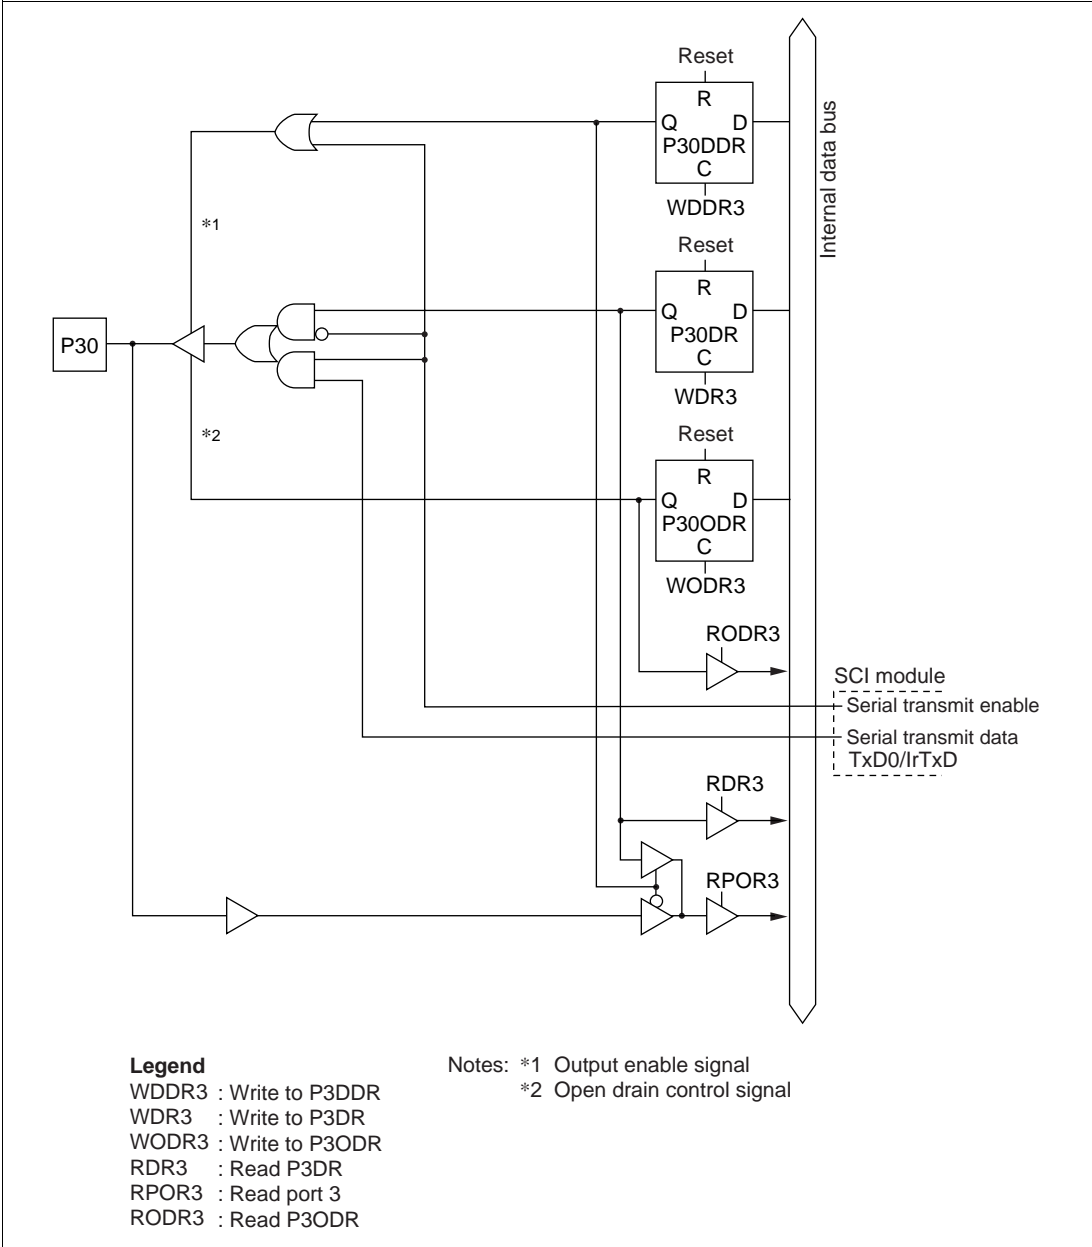 Reset
R
Q D
P30DDR
C
WDDR3
Internal data bus
*1
Reset
R
Q D
P30DR
C
WDR3
P30
*2
Reset
R
Q D
P30ODR
C
WODR3
RODR3
SCI module
Serial transmit enable
Serial transmit data
TxD0/IrTxD
RDR3
RPOR3
Legend
WDDR3 : Write to P3DDR
WDR3 : Write to P3DR
WODR3 : Write to P3ODR
RDR3 : Read P3DR
RPOR3 : Read port 3
RODR3 : Read P3ODR
Notes: *1 Output enable signal
*2 Open drain control signal